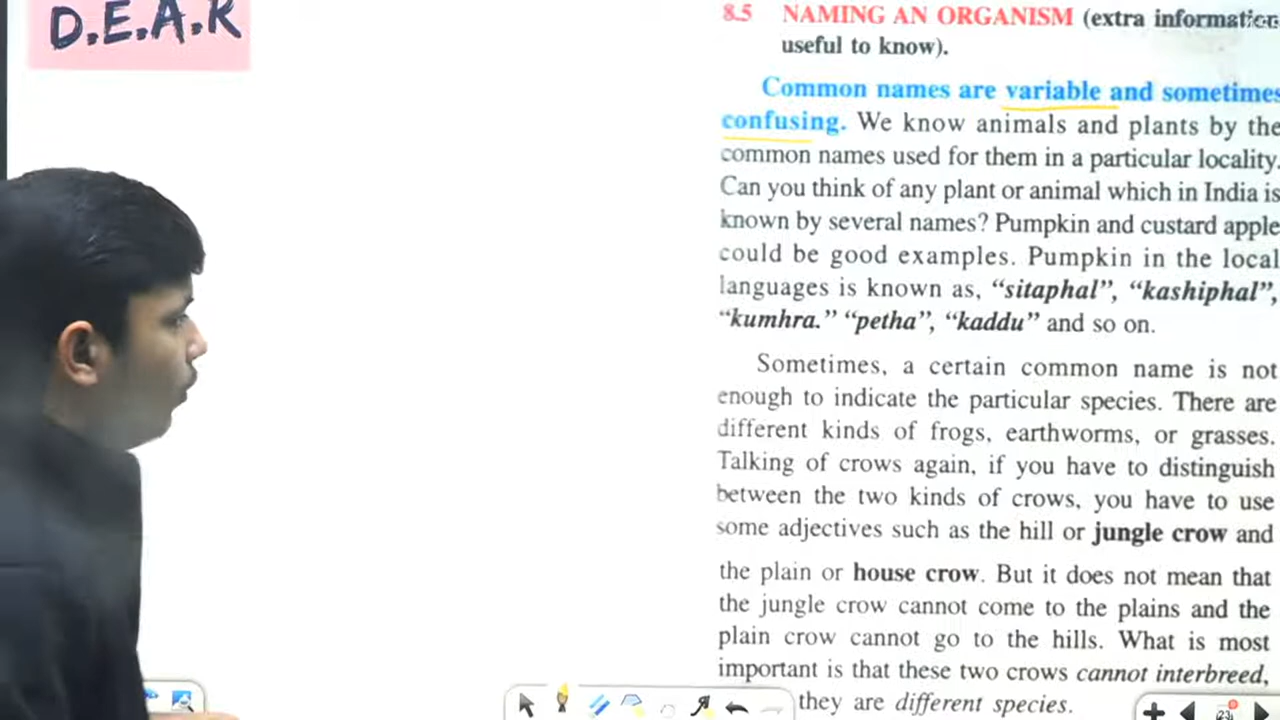 D.E.A.R
8.5 NAMING AN ORGANISM (extra information
useful to know).
Common names are variable and sometimes
confusing. We know animals and plants by the
common names used for them in a particular locality.
Can you think of any plant or animal which in India is
known by several names? Pumpkin and custard apple
could be good examples. Pumpkin in the local
languages is known as, “sitaphal”, “kashiphal”,
“kumhra.” “petha”, “kaddu” and so on.
Sometimes, a certain common name is not
enough to indicate the particular species. There are
different kinds of frogs, earthworms, or grasses.
Talking of crows again, if you have to distinguish
between the two kinds of crows, you have to use
some adjectives such as the hill or jungle crow and
the plain or house crow. But it does not mean that
the jungle crow cannot come to the plains and the
plain crow cannot go to the hills. What is most
important is that these two crows cannot interbreed,
they are different species.